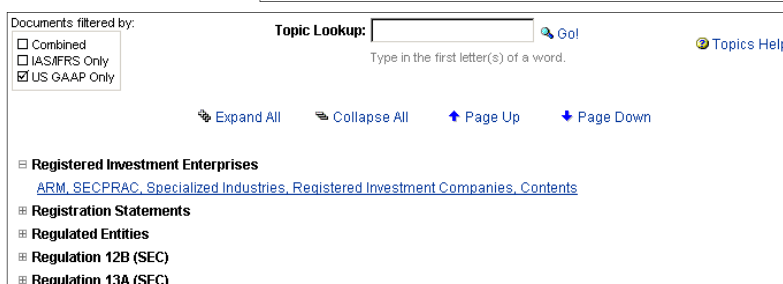 Documents filtered by:
Combined
IAS/IFRS Only
US GAAP Only
Topic Lookup:
Go!
Type in the first letter(s) of a word.
Topics Help
Expand All
Collapse All
Page Up
Page Down
Registered Investment Enterprises
ARM, SECPRAC, Specialized Industries, Registered Investment Companies, Contents
Registration Statements
Regulated Entities
Regulation 12B (SEC)
Regulation 13A (SEC)